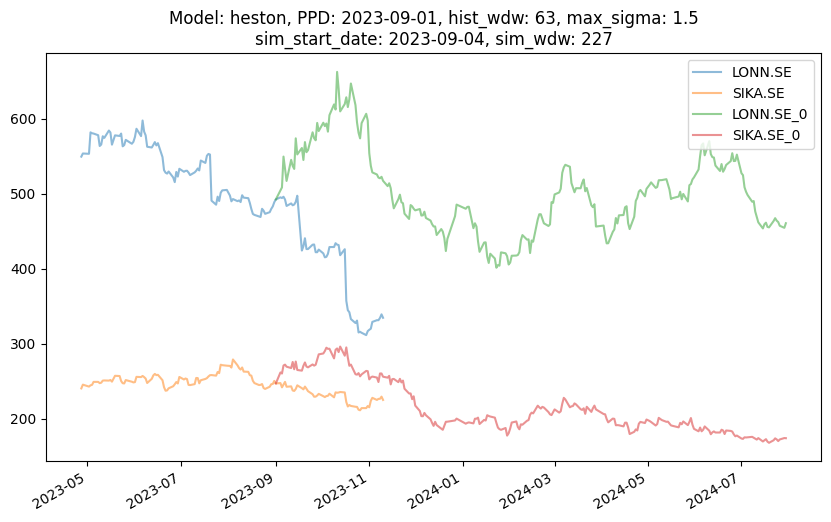 Model: heston, PPD: 2023-09-01, hist_wdw: 63, max_sigma: 1.5
sim_start_date: 2023-09-04, sim_wdw: 227
LONN.SE
SIKA.SE
LONN.SE_0
SIKA.SE_0
600
500
400
300
200
2023-05
2023-07
2023-09
2023-11
2024-01
2024-03
2024-05
2024-07